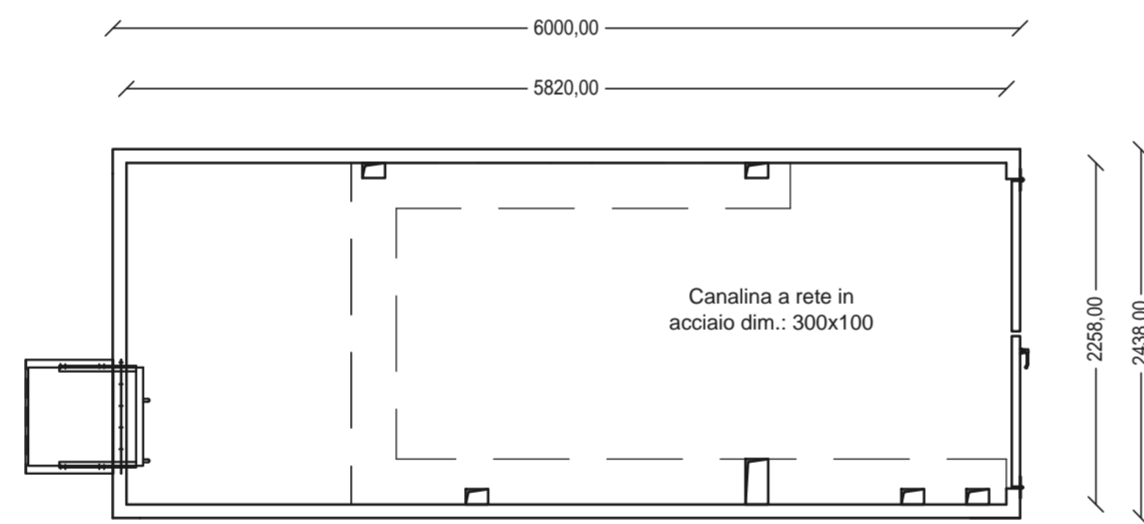 6000,00
5820,00
Canalina a rete in
acciaio dim.: 300x100
2258,00
2438,00